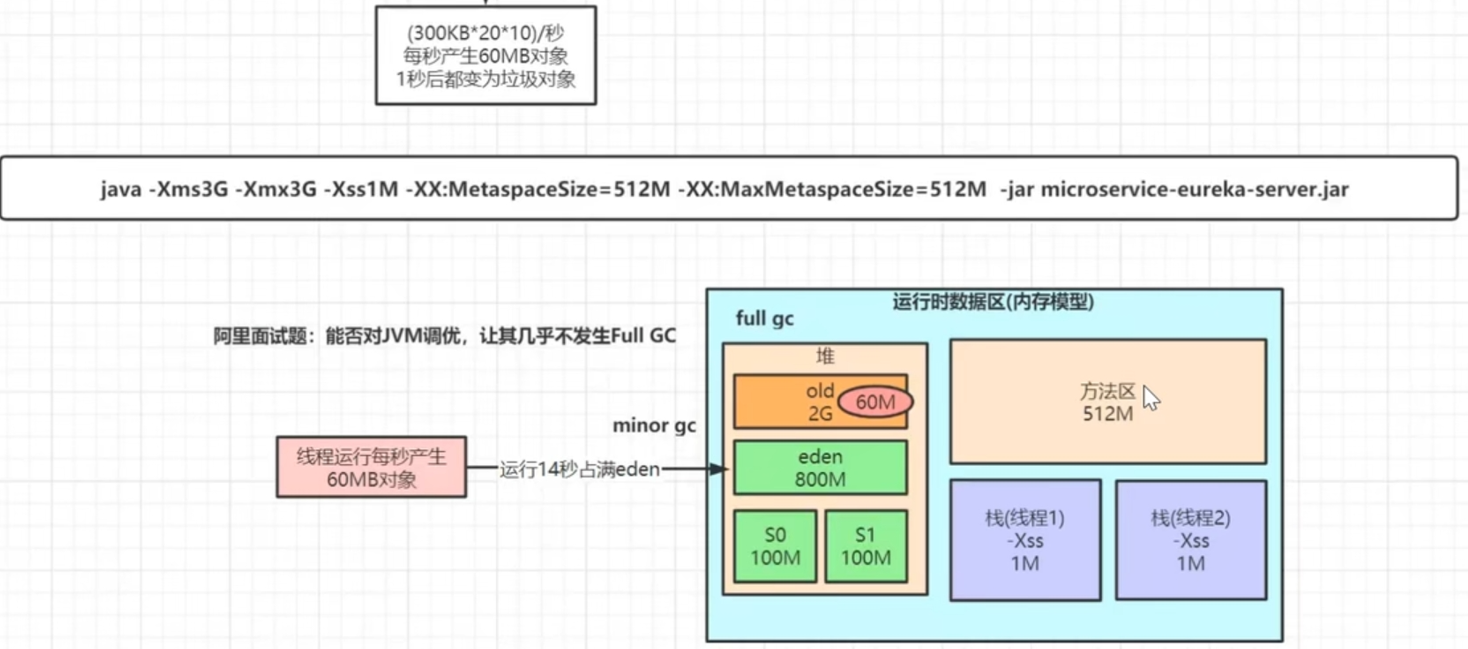 (300KB*20*10)/秒
每秒产生60MB对象
1秒后都变为垃圾对象
java -Xms3G -Xmx3G -Xss1M -XX:MetaspaceSize=512M -XX:MaxMetaspaceSize=512M -jar microservice-eureka-server.jar
运行时数据区(内存模型)
full gc
阿里面试题：能否对JVM调优，让其几乎不发生Full GC
堆
old
2G
60M
方法区
512M
minor gc
线程运行每秒产生
60MB对象
运行14秒占满eden
eden
800M
S0
100M
S1
100M
栈(线程1)
-Xss
1M
栈(线程2)
-Xss
1M